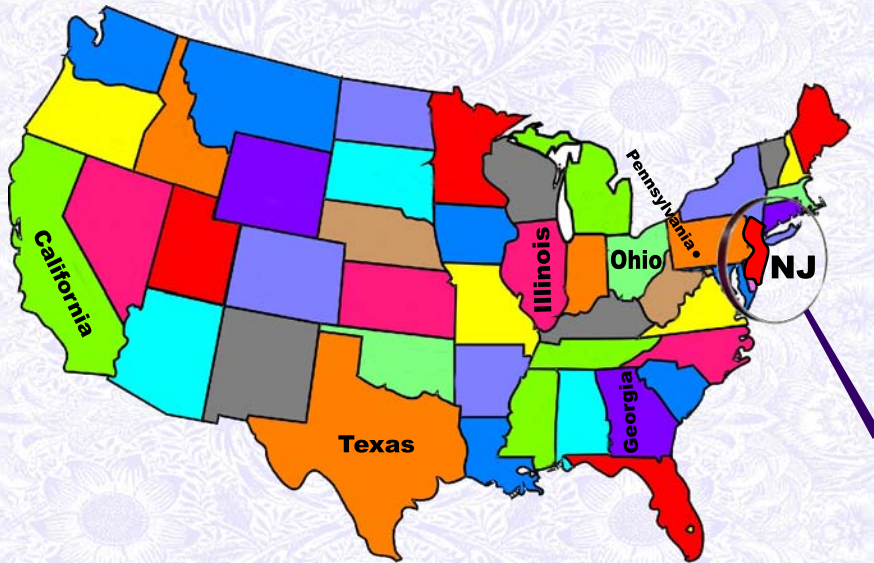 Pennsylvania
California
Illinois
Ohio
NJ
Georgia
Texas